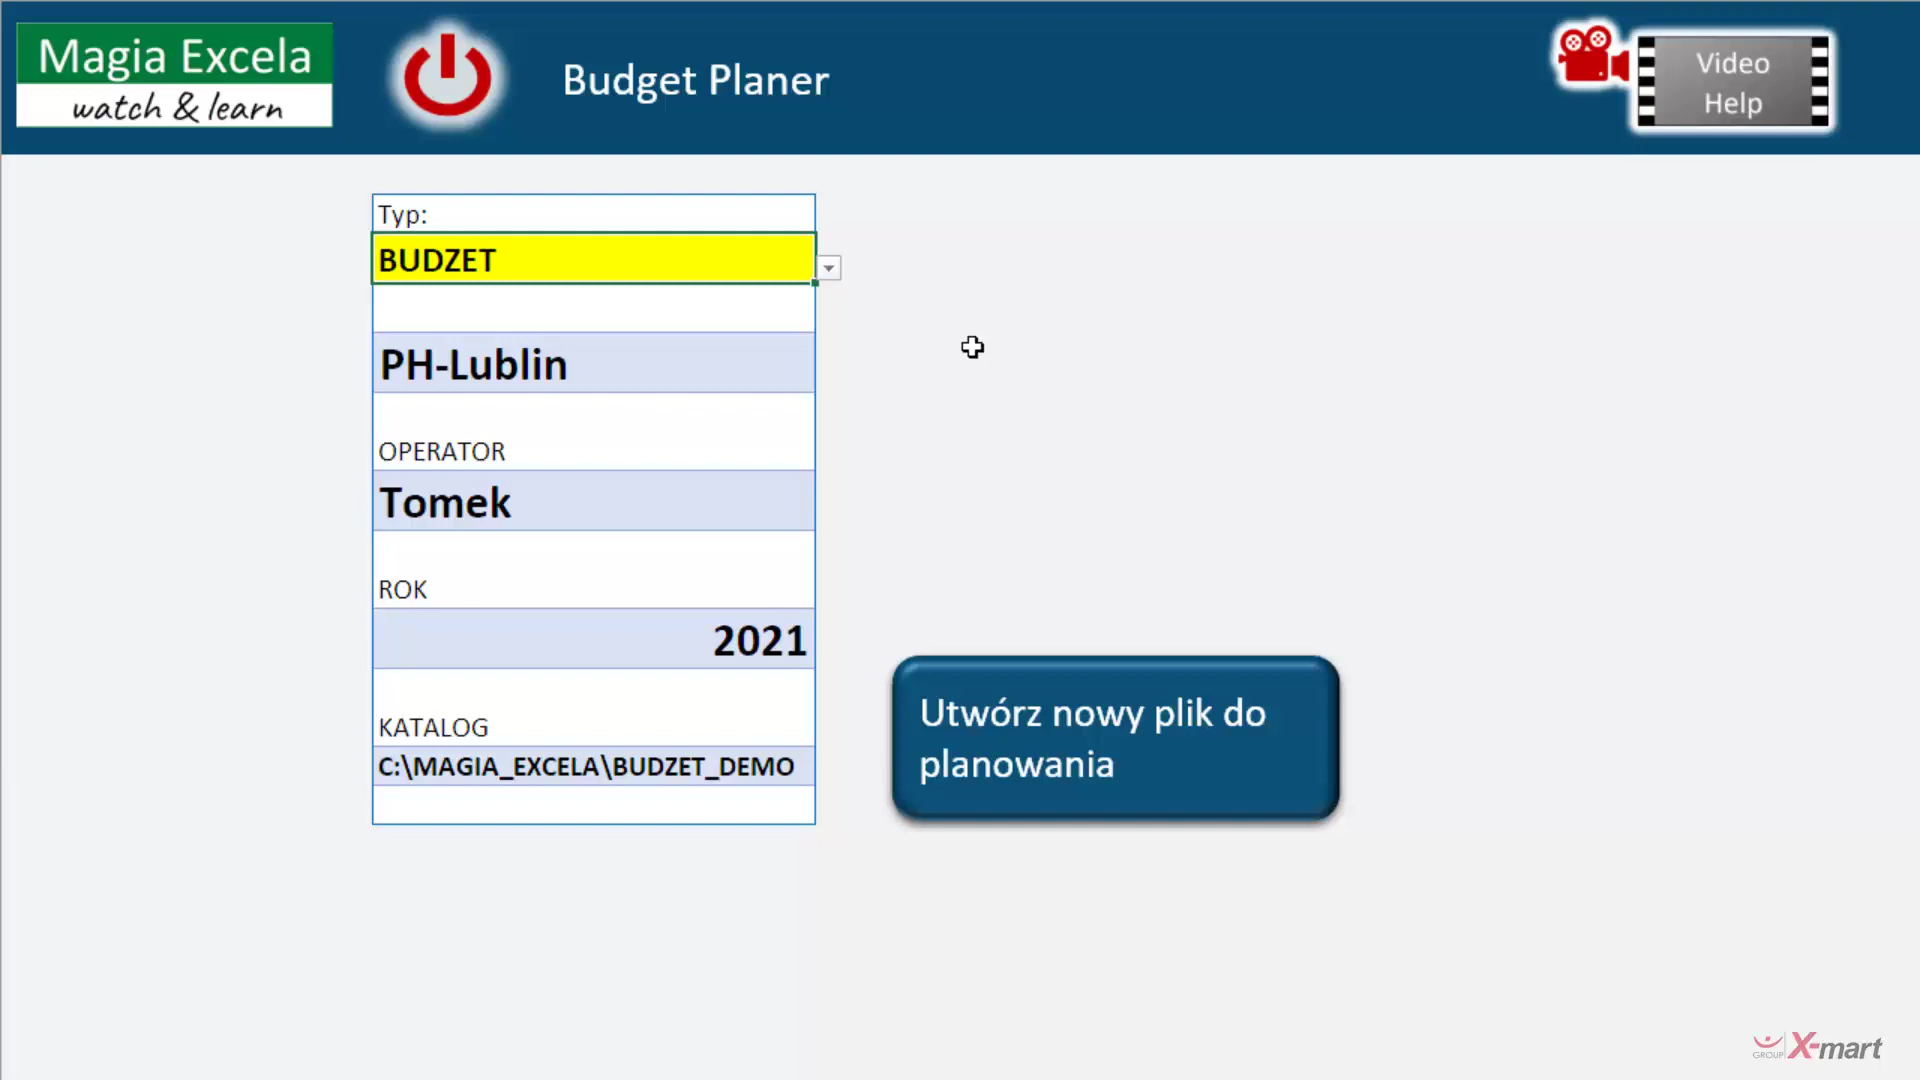 Magia Excela
watch & learn
Budget Planer
Video
Help
Typ:
BUDZET
PH-Lublin
OPERATOR
Tomek
ROK
2021
KATALOG
C:\MAGIA_EXCELA\BUDZET_DEMO
Utwórz nowy plik do
planowania
GROUP X-mart